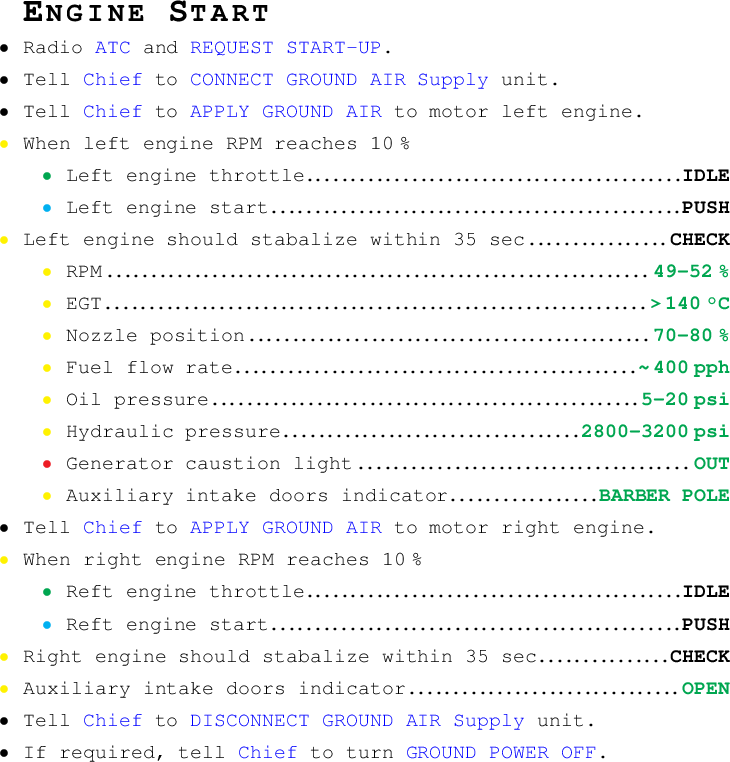 ENGINE START
• Radio ATC and REQUEST START-UP.
• Tell Chief to CONNECT GROUND AIR Supply unit.
• Tell Chief to APPLY GROUND AIR to motor left engine.
• When left engine RPM reaches 10 %
• Left engine throttle..........................................IDLE
• Left engine start..............................................PUSH
• Left engine should stabalize within 35 sec................CHECK
• RPM.............................................................49-52 %
• EGT.............................................................>140 °C
• Nozzle position.............................................70-80 %
• Fuel flow rate.............................................~400 pph
• Oil pressure................................................5-20 psi
• Hydraulic pressure.................................2800-3200 psi
• Generator caustion light......................................OUT
• Auxiliary intake doors indicator.................BARBER POLE
• Tell Chief to APPLY GROUND AIR to motor right engine.
• When right engine RPM reaches 10 %
• Reft engine throttle..........................................IDLE
• Reft engine start..............................................PUSH
• Right engine should stabalize within 35 sec...............CHECK
• Auxiliary intake doors indicator...............................OPEN
• Tell Chief to DISCONNECT GROUND AIR Supply unit.
• If required, tell Chief to turn GROUND POWER OFF.